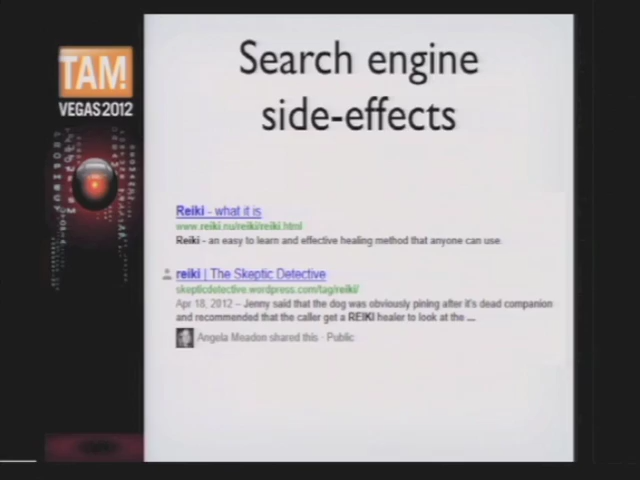 TAM!
VEGAS 2012
Search engine
side-effects
Reiki - what it is
www.reiki.nu/reiki/reiki.html
Reiki - an easy to learn and effective healing method that anyone can use
reiki | The Skeptic Detective
skepticdetective.wordpress.com/tag/reiki/
Apr 18, 2012 – Jenny said that the dog was obviously pining after it's dead companion
and recommended that the caller get a REIKI healer to look at the ...
Angela Meadon shared this · Public